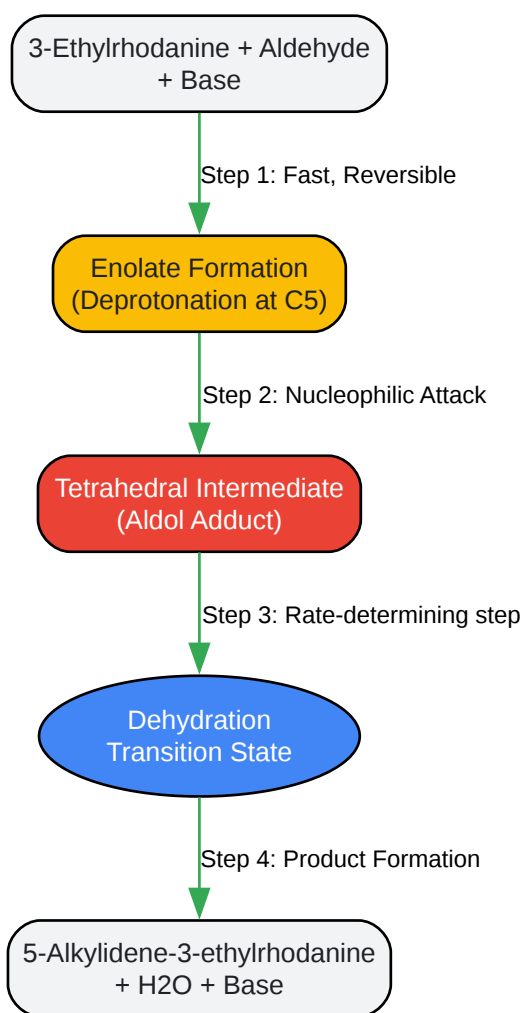 3-Ethylrhodanine + Aldehyde
+ Base
Step 1: Fast, Reversible
Enolate Formation
(Deprotonation at C5)
Step 2: Nucleophilic Attack
Tetrahedral Intermediate
(Aldol Adduct)
Step 3: Rate-determining step
Dehydration
Transition State
Step 4: Product Formation
5-Alkylidene-3-ethylrhodanine
+ H2O + Base